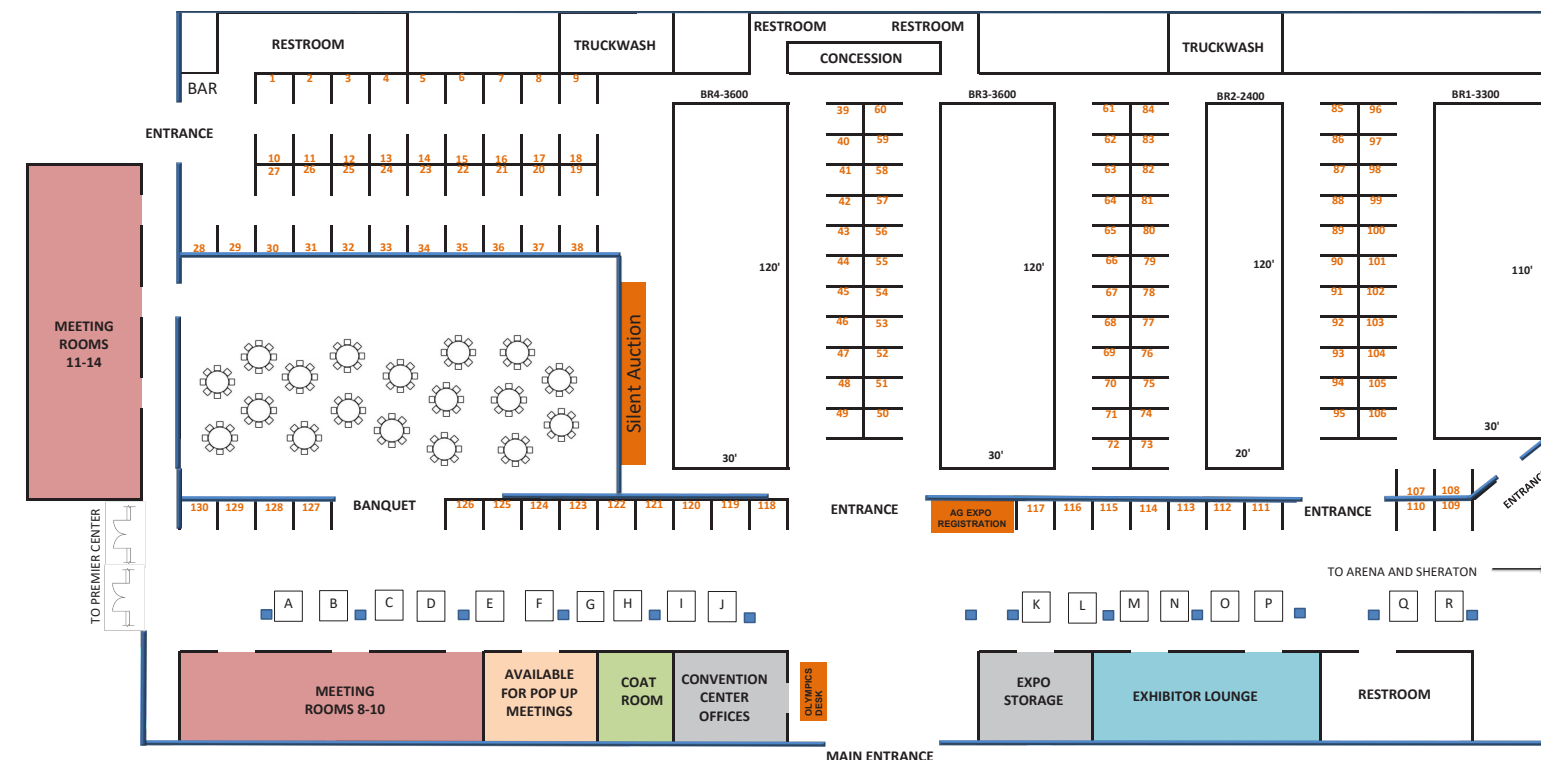 RESTROOM
TRUCKWASH
RESTROOM
RESTROOM
CONCESSION
TRUCKWASH
BAR
1 2 3 4 5 6 7 8 9
ENTRANCE
10 11 12 13 14 15 16 17 18
27 26 25 24 23 22 21 20 19
28 29 30 31 32 33 34 35 36 37 38
BR4-3600
120'
30'
39 60
40 59
41 58
42 57
43 56
44 55
45 54
46 53
47 52
48 51
49 50
BR3-3600
120'
30'
61 84
62 83
63 82
64 81
65 80
66 79
67 78
68 77
69 76
70 75
71 74
72 73
BR2-2400
120'
20'
85 96
86 97
87 98
88 99
89 100
90 101
91 102
92 103
93 104
94 105
95 106
BR1-3300
110'
30'
MEETING
ROOMS
11-14
Silent Auction
130 129 128 127
BANQUET
126 125 124 123 122 121 120 119 118
ENTRANCE
AG EXPO
REGISTRATION
117 116 115 114 113 112 111
ENTRANCE
107 108
110 109
ENTRANCE
TO PREMIER CENTER
TO ARENA AND SHERATON
A B C D E F G H I J
K L M N O P Q R
MEETING
ROOMS 8-10
AVAILABLE
FOR POP UP
MEETINGS
COAT
ROOM
CONVENTION
CENTER
OFFICES
OLYMPICS
DESK
EXPO
STORAGE
EXHIBITOR LOUNGE
RESTROOM
MAIN ENTRANCE